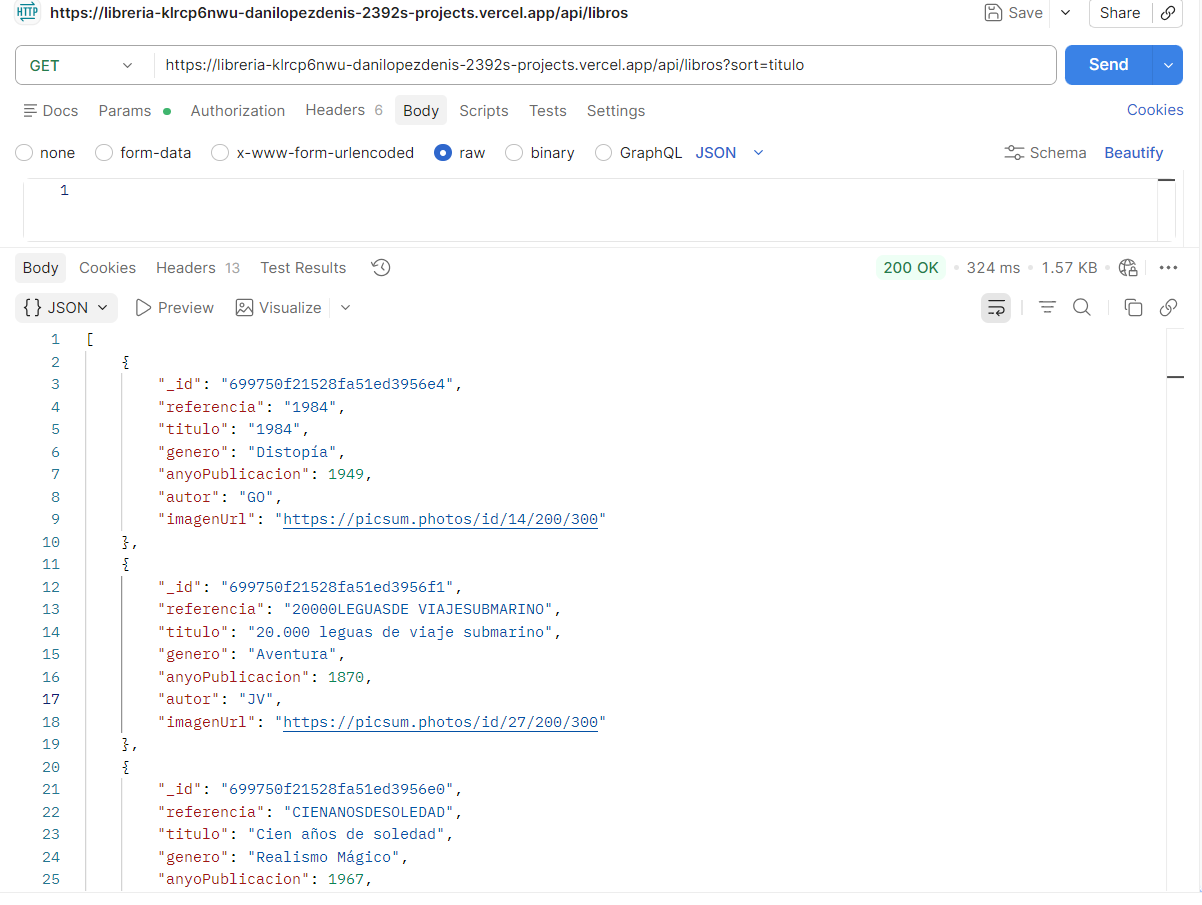 HTTP https://libreria-klrcp6nwu-danilopezdenis-2392s-projects.vercel.app/api/libros Save Share
GET https://libreria-klrcp6nwu-danilopezdenis-2392s-projects.vercel.app/api/libros?sort=titulo Send
Docs Params Authorization Headers 6 Body Scripts Tests Settings Cookies
none form-data x-www-form-urlencoded raw binary GraphQL JSON Schema Beautify
1
Body Cookies Headers 13 Test Results 200 OK • 324 ms • 1.57 KB •
{} JSON Preview Visualize
1 [
2 {
3 "_id": "699750f21528fa51ed3956e4",
4 "referencia": "1984",
5 "titulo": "1984",
6 "genero": "Distopía",
7 "anyoPublicacion": 1949,
8 "autor": "GO",
9 "imagenUrl": "https://picsum.photos/id/14/200/300"
10 },
11 {
12 "_id": "699750f21528fa51ed3956f1",
13 "referencia": "20000LEGUASDE VIAJESUBMARINO",
14 "titulo": "20.000 leguas de viaje submarino",
15 "genero": "Aventura",
16 "anyoPublicacion": 1870,
17 "autor": "JV",
18 "imagenUrl": "https://picsum.photos/id/27/200/300"
19 },
20 {
21 "_id": "699750f21528fa51ed3956e0",
22 "referencia": "CIENANOSDESOLEDAD",
23 "titulo": "Cien años de soledad",
24 "genero": "Realismo Mágico",
25 "anyoPublicacion": 1967,